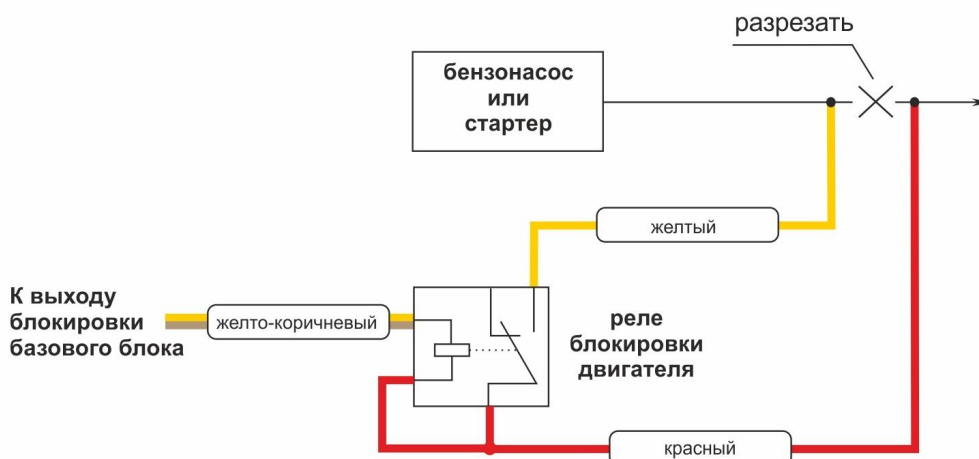 разрезать
бензонасос
или
стартер
желтый
К выходу
блокировки
базового блока
желто-коричневый
реле
блокировки
двигателя
красный